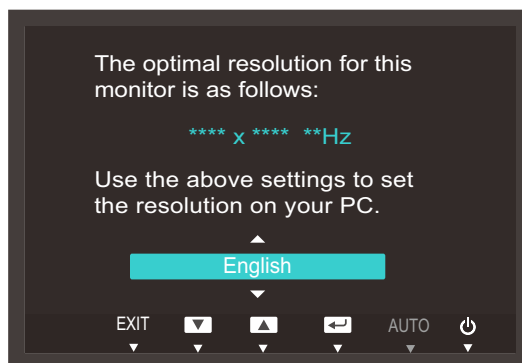 The optimal resolution for this
monitor is as follows:
**** x **** **Hz
Use the above settings to set
the resolution on your PC.
English
EXIT AUTO